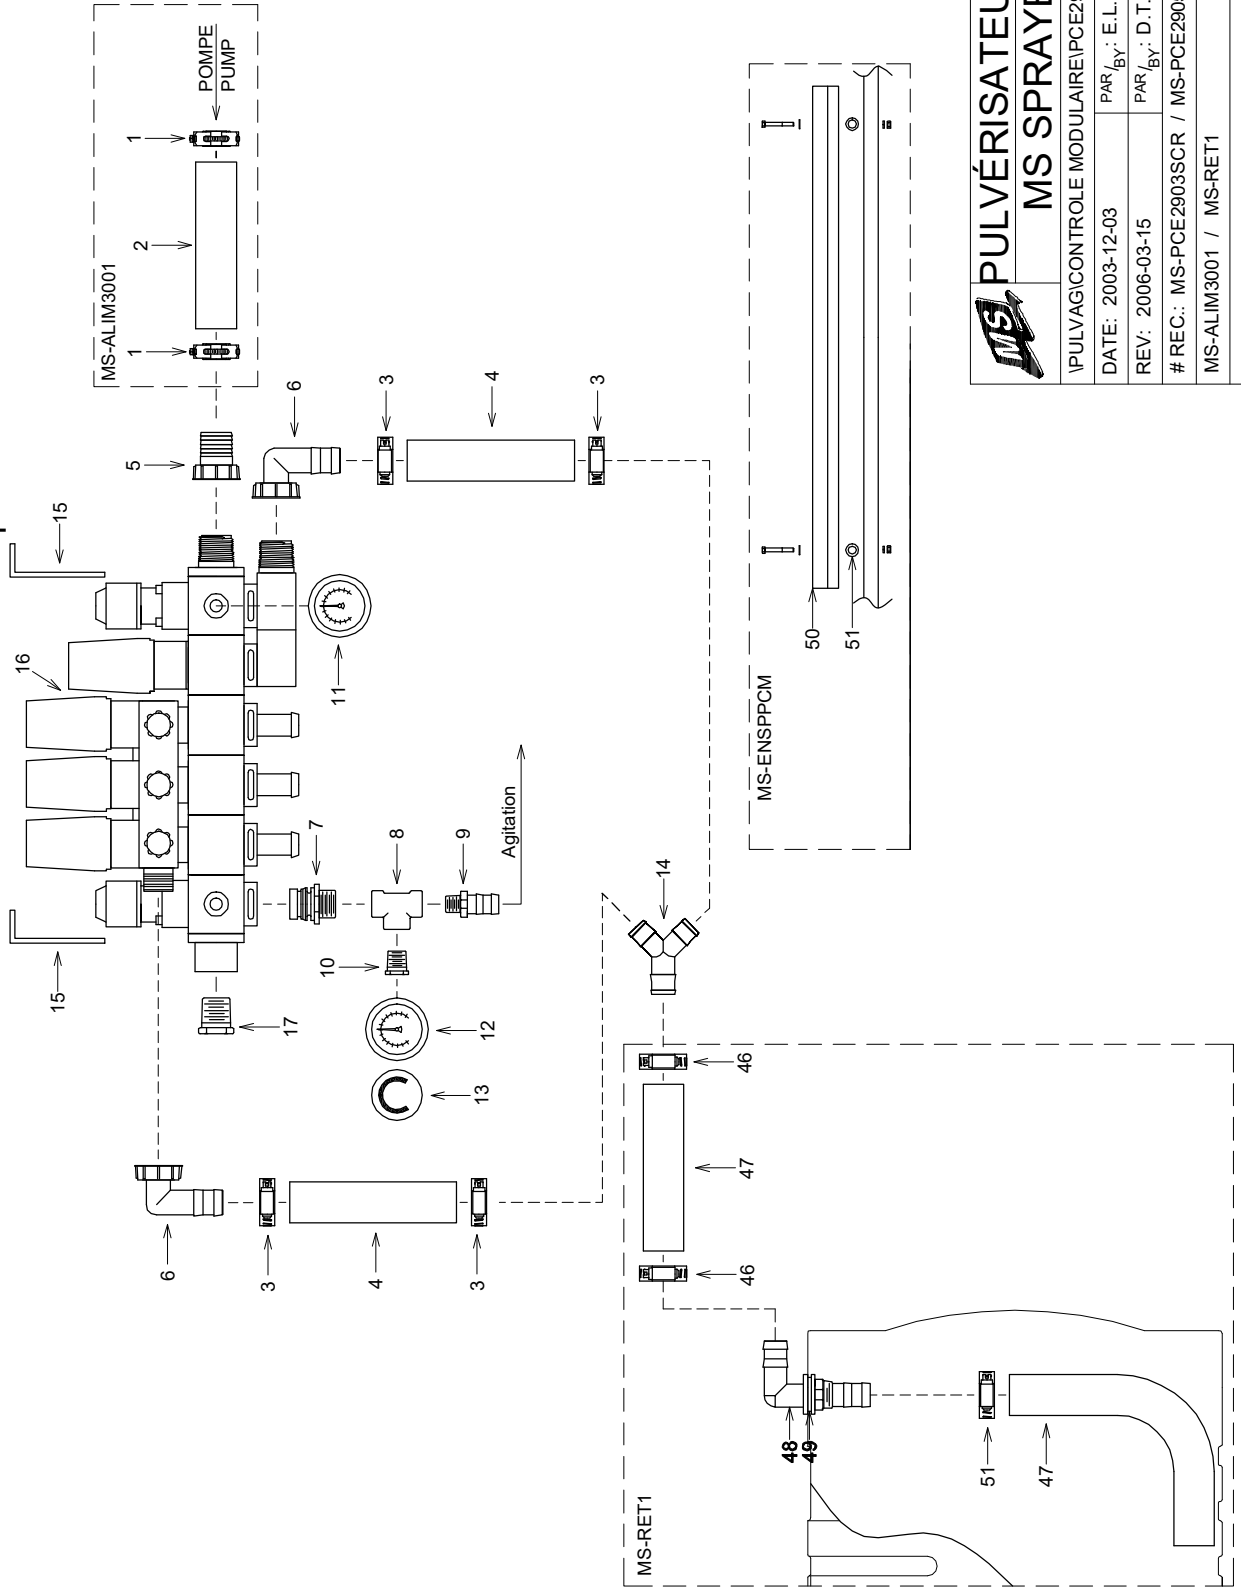 15
6
15
16
POMPE
PUMP
1
2
1
MS-ALIM3001
5
17
10
7
6
3
11
8
9
3
4
3
4
12
13
3
Agitation
14
MS-RET1
46
47
46
48
49
51
47
MS-ENSPPCM
50
51
MS
PULVÉRISATEU
MS SPRAYE
\PULVAG\CONTROLE MODULAIRE\PCE29
DATE: 2003-12-03 PAR/BY: E.L.
REV: 2006-03-15 PAR/BY: D.T.
# REC.: MS-PCE2903SCR / MS-PCE290
MS-ALIM3001 / MS-RET1